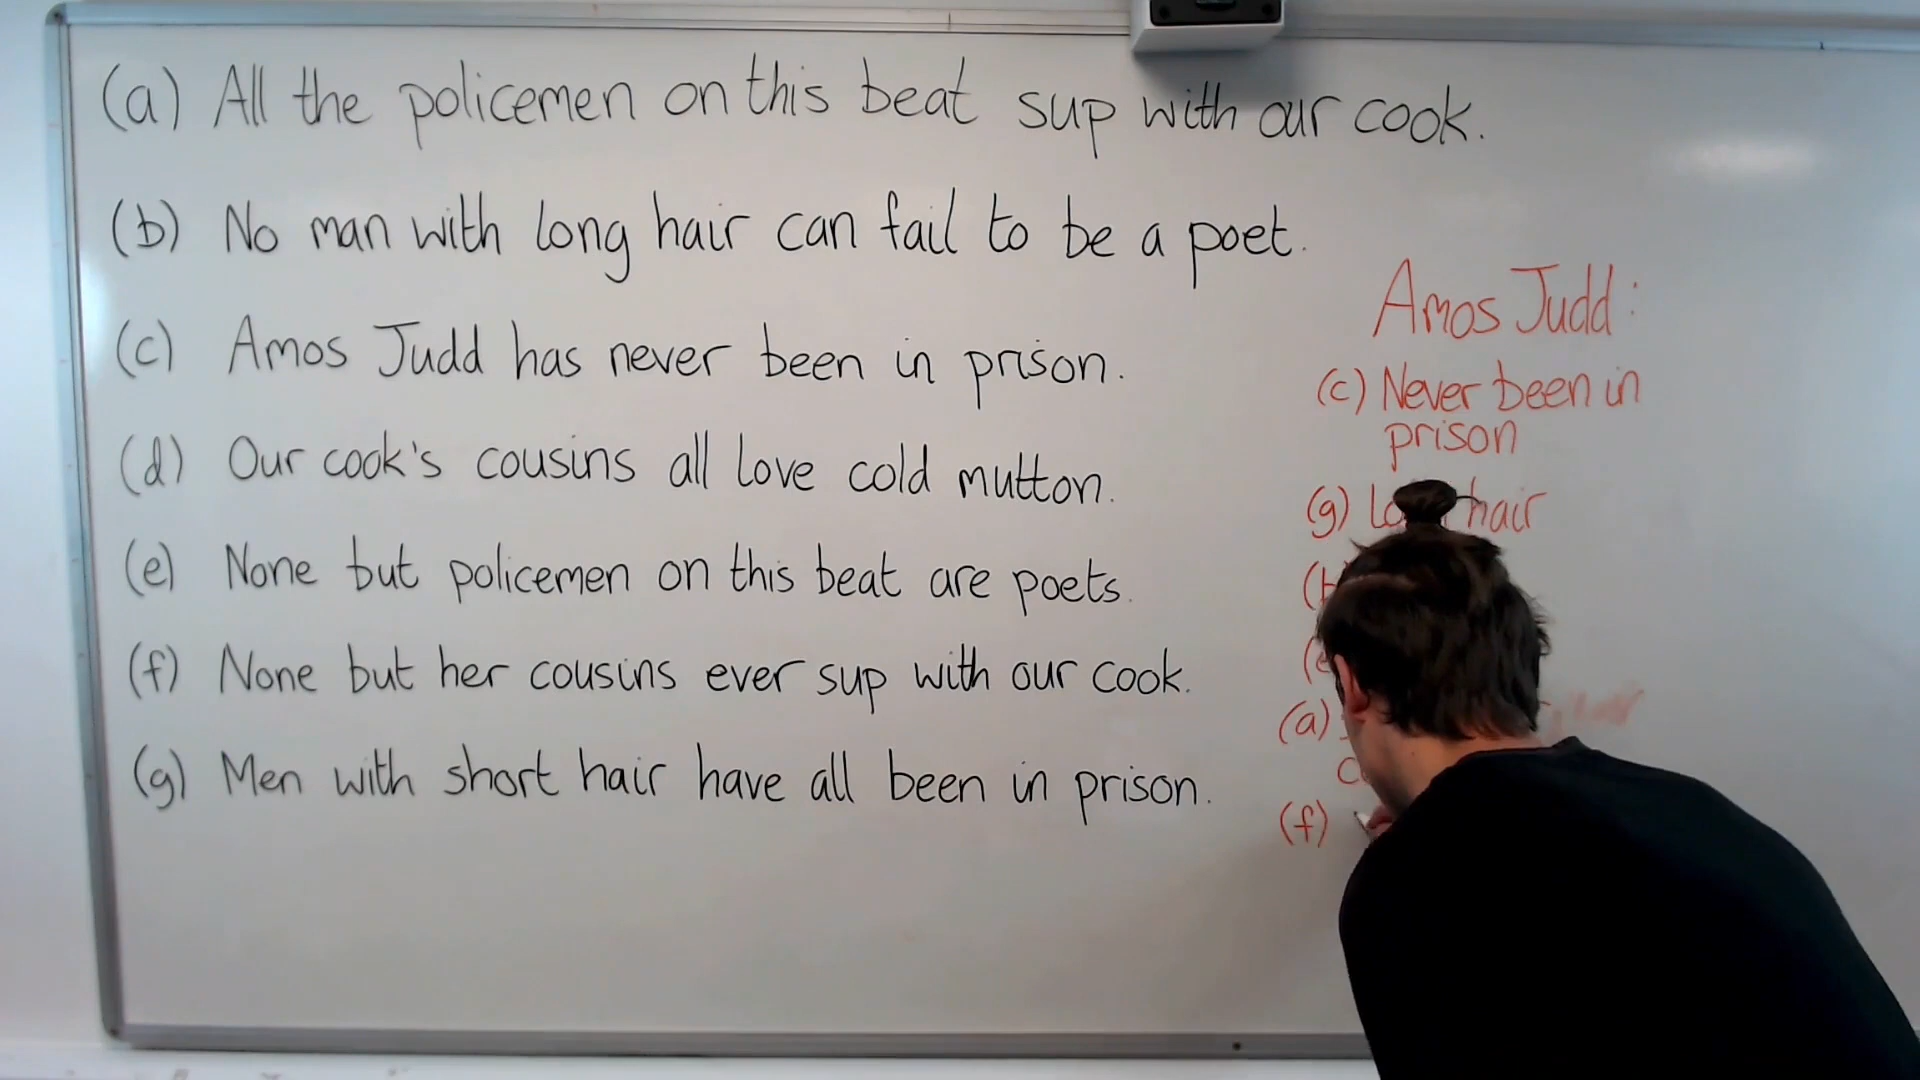 (a) All the policemen on this beat sup with our cook.
(b) No man with long hair can fail to be a poet.
(c) Amos Judd has never been in prison.
(d) Our cook's cousins all love cold mutton.
(e) None but policemen on this beat are poets.
(f) None but her cousins ever sup with our cook.
(g) Men with short hair have all been in prison.
Amos Judd:
(c) Never been in
prison
(g) hair
(a)
(f)